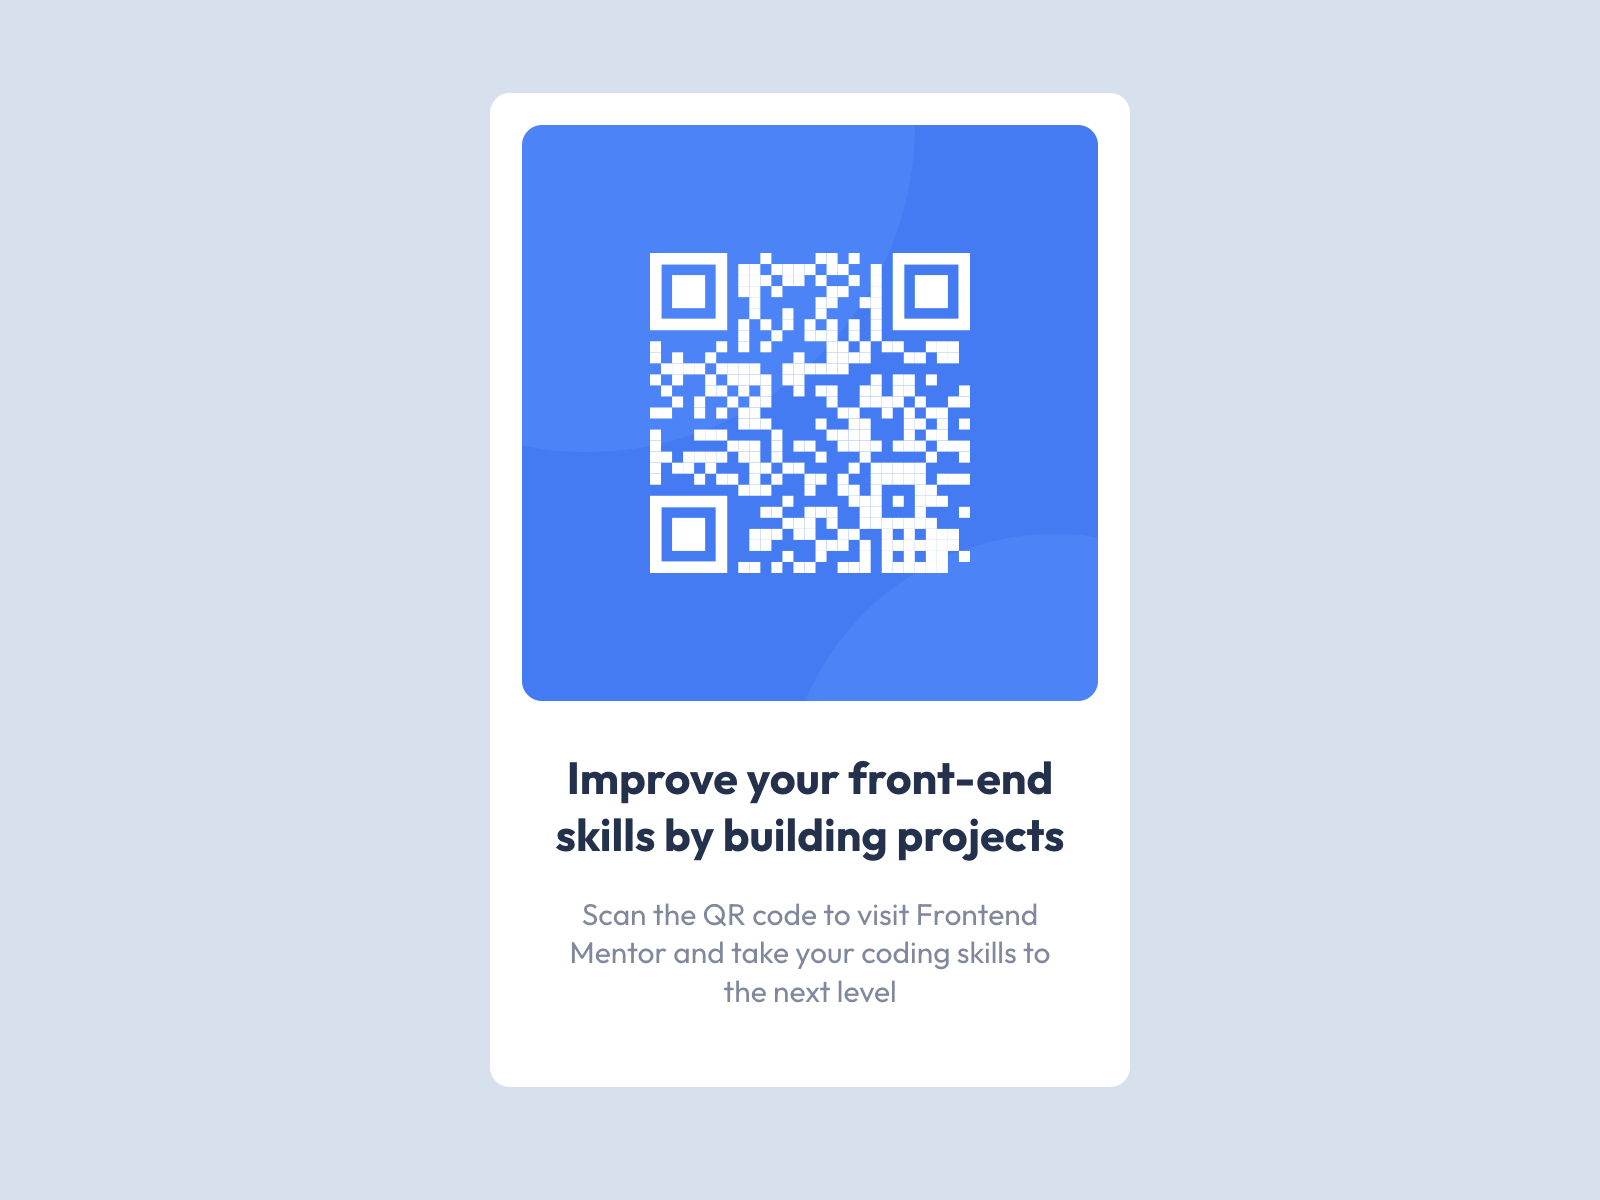 Improve your front-end
skills by building projects
Scan the QR code to visit Frontend
Mentor and take your coding skills to
the next level